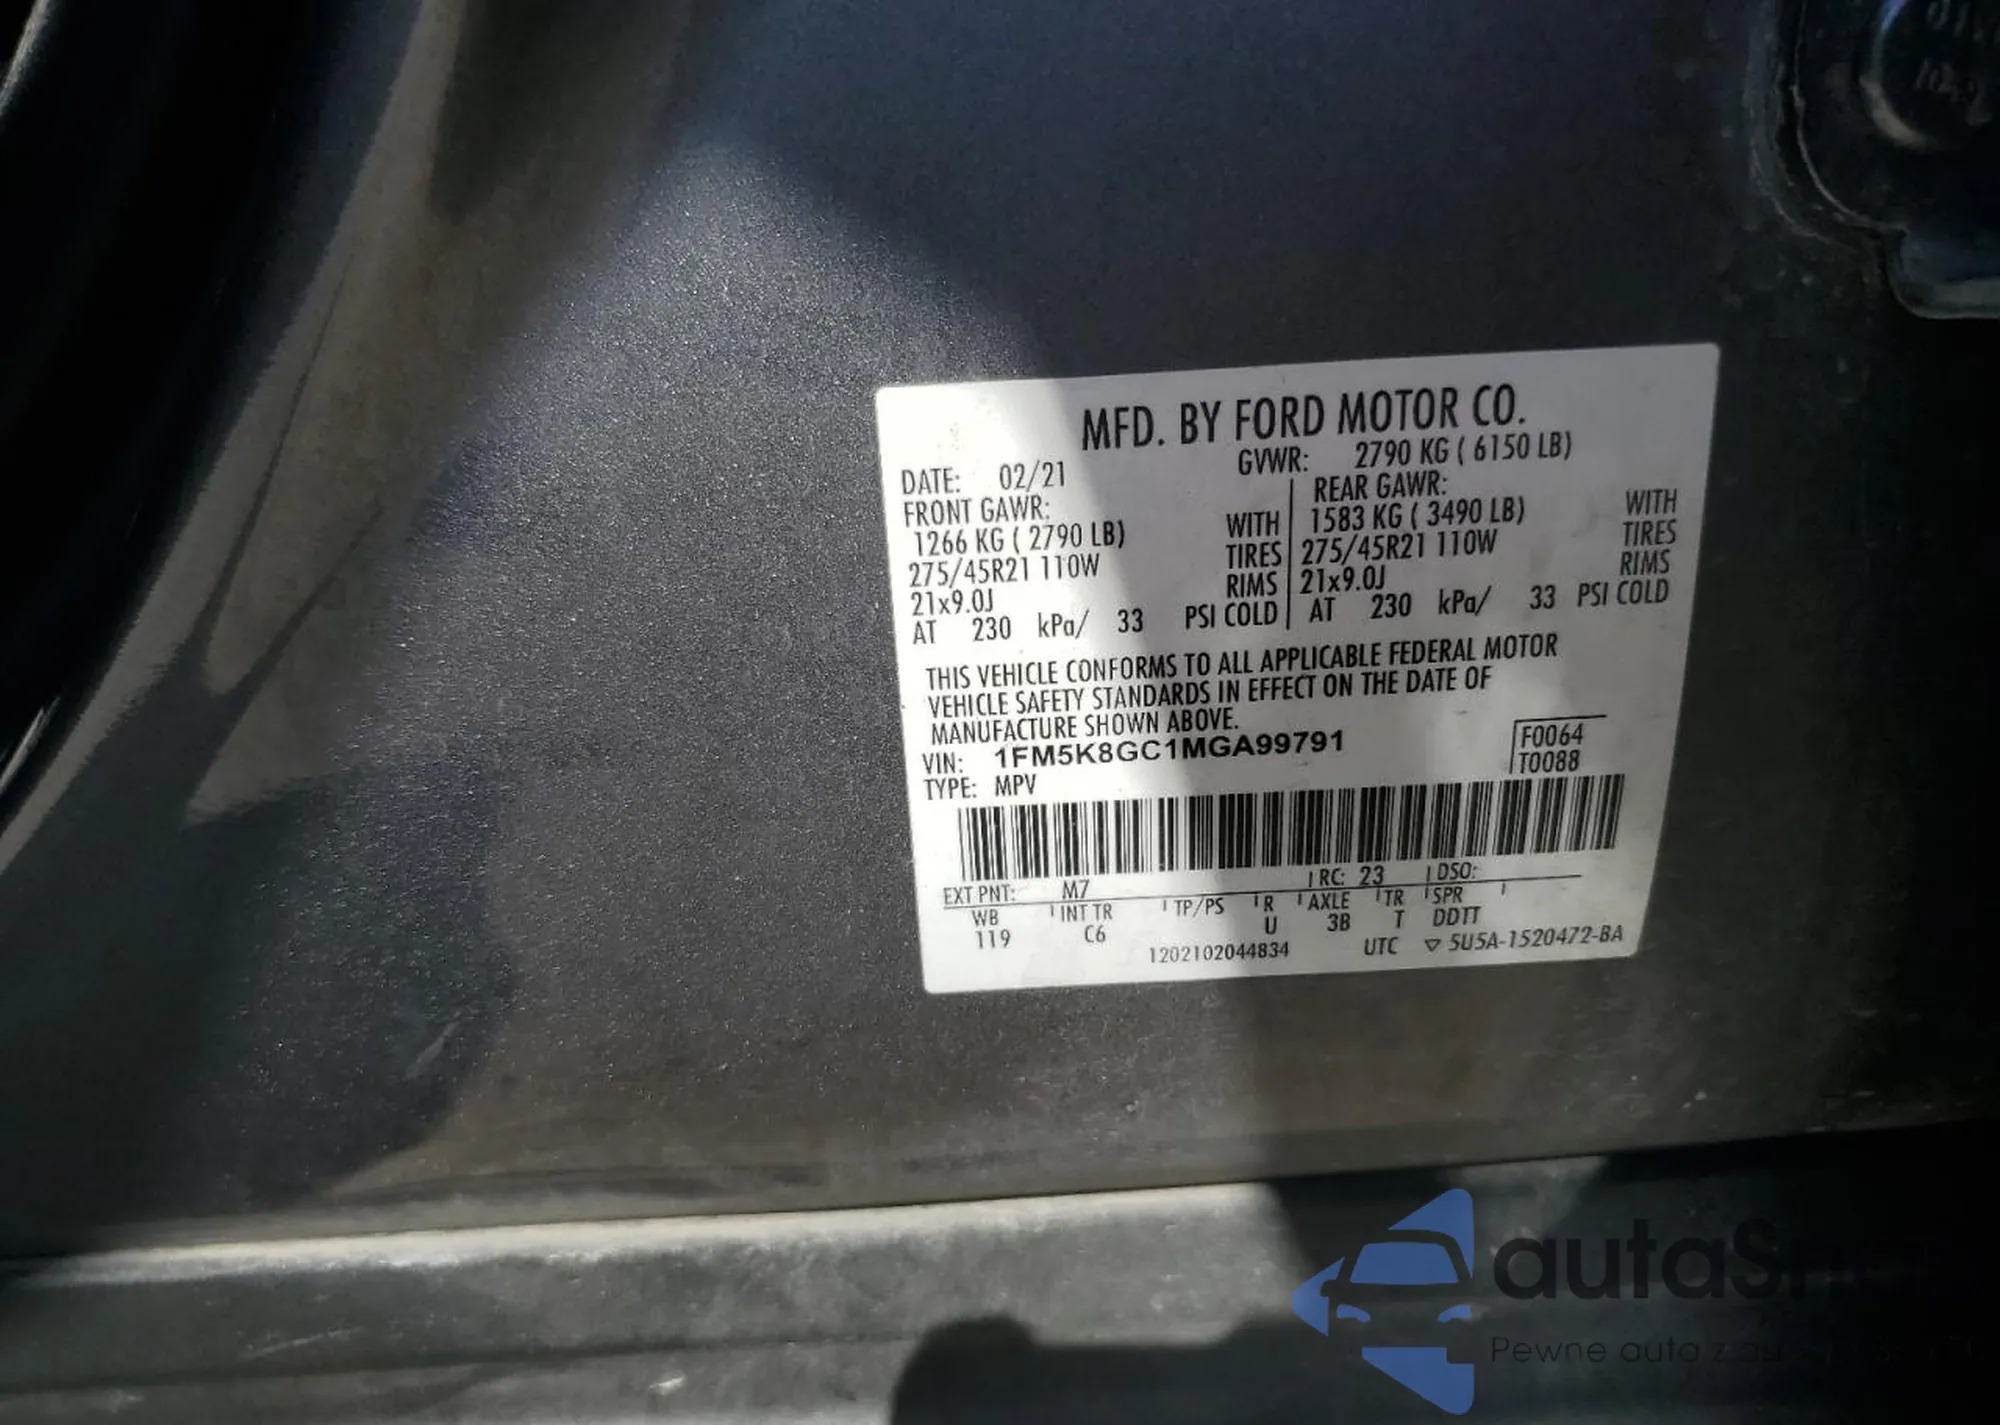 MFD. BY FORD MOTOR CO.
DATE: 02/21 GVWR: 2790 KG ( 6150 LB)
FRONT GAWR: REAR GAWR:
1266 KG ( 2790 LB) WITH 1583 KG ( 3490 LB) WITH
275/45R21 110W TIRES 275/45R21 110W TIRES
21x9.0J RIMS 21x9.0J RIMS
AT 230 kPa/ 33 PSI COLD AT 230 kPa/ 33 PSI COLD
THIS VEHICLE CONFORMS TO ALL APPLICABLE FEDERAL MOTOR
VEHICLE SAFETY STANDARDS IN EFFECT ON THE DATE OF
MANUFACTURE SHOWN ABOVE.
VIN: 1FM5K8GC1MGA99791 F0064
TYPE: MPV T0088
EXT PNT: M7 RC: 23 DSO:
WB INT TR TP/PS R AXLE TR SPR
119 C6 U 3B T DDTT
1202102044834 UTC ▽ 5U5A-1520472-BA
Pewne auto z